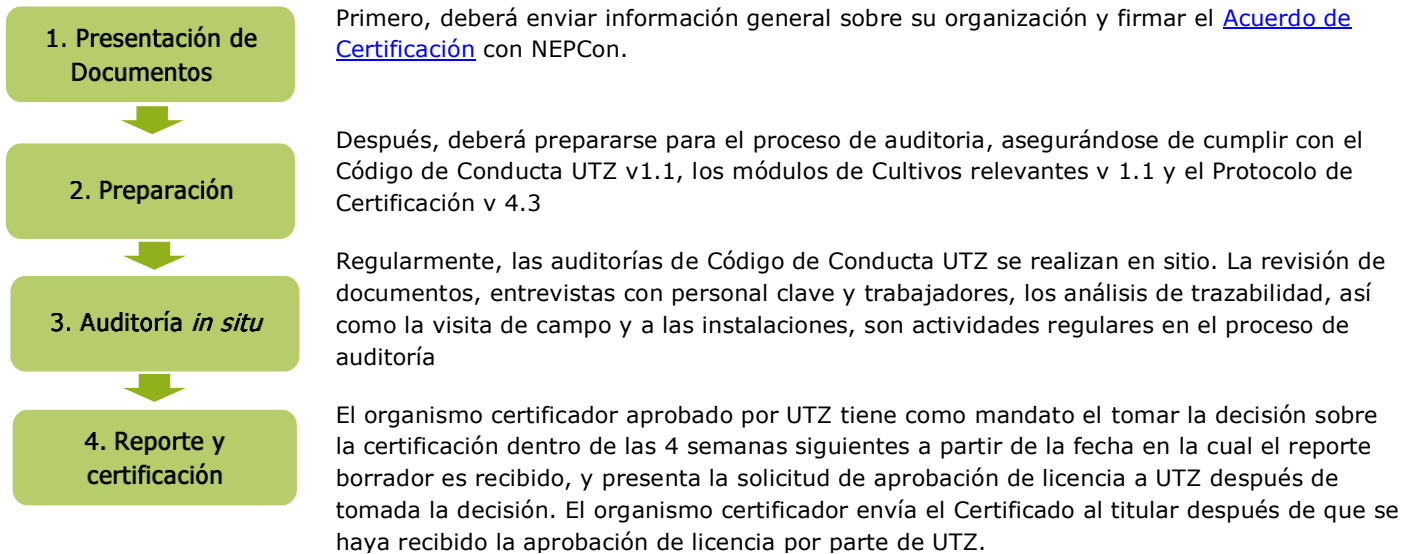 1. Presentación de
Documentos
Primero, deberá enviar información general sobre su organización y firmar el Acuerdo de
Certificación con NEPCon.
2. Preparación
Después, deberá prepararse para el proceso de auditoria, asegurándose de cumplir con el
Código de Conducta UTZ v1.1, los módulos de Cultivos relevantes v 1.1 y el Protocolo de
Certificación v 4.3
3. Auditoría in situ
Regularmente, las auditorías de Código de Conducta UTZ se realizan en sitio. La revisión de
documentos, entrevistas con personal clave y trabajadores, los análisis de trazabilidad, así
como la visita de campo y a las instalaciones, son actividades regulares en el proceso de
auditoría
4. Reporte y
certificación
El organismo certificador aprobado por UTZ tiene como mandato el tomar la decisión sobre
la certificación dentro de las 4 semanas siguientes a partir de la fecha en la cual el reporte
borrador es recibido, y presenta la solicitud de aprobación de licencia a UTZ después de
tomada la decisión. El organismo certificador envía el Certificado al titular después de que se
haya recibido la aprobación de licencia por parte de UTZ.